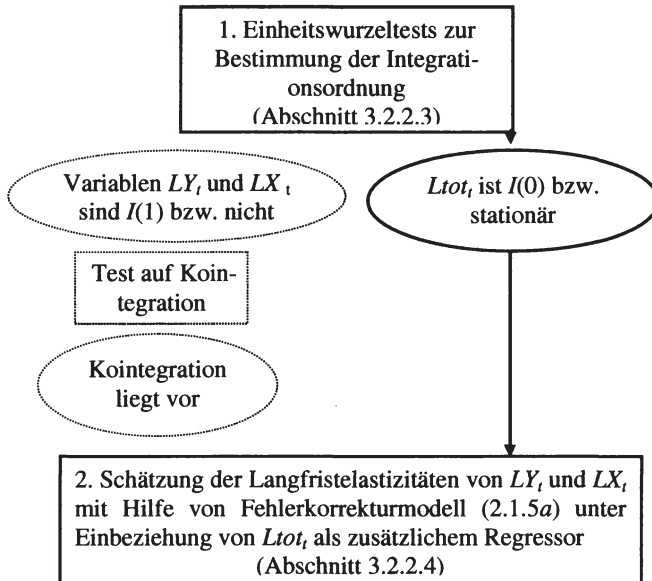 1. Einheitswurzeltests zur
Bestimmung der Integrati-
onsordnung
(Abschnitt 3.2.2.3)
Variablen LYt und LX t
sind I(1) bzw. nicht
Ltott ist I(0) bzw.
stationär
Test auf Koin-
tegration
Kointegration
liegt vor
2. Schätzung der Langfristelastizitäten von LYt und LXt
mit Hilfe von Fehlerkorrekturmodell (2.1.5a) unter
Einbeziehung von Ltott als zusätzlichem Regressor
(Abschnitt 3.2.2.4)